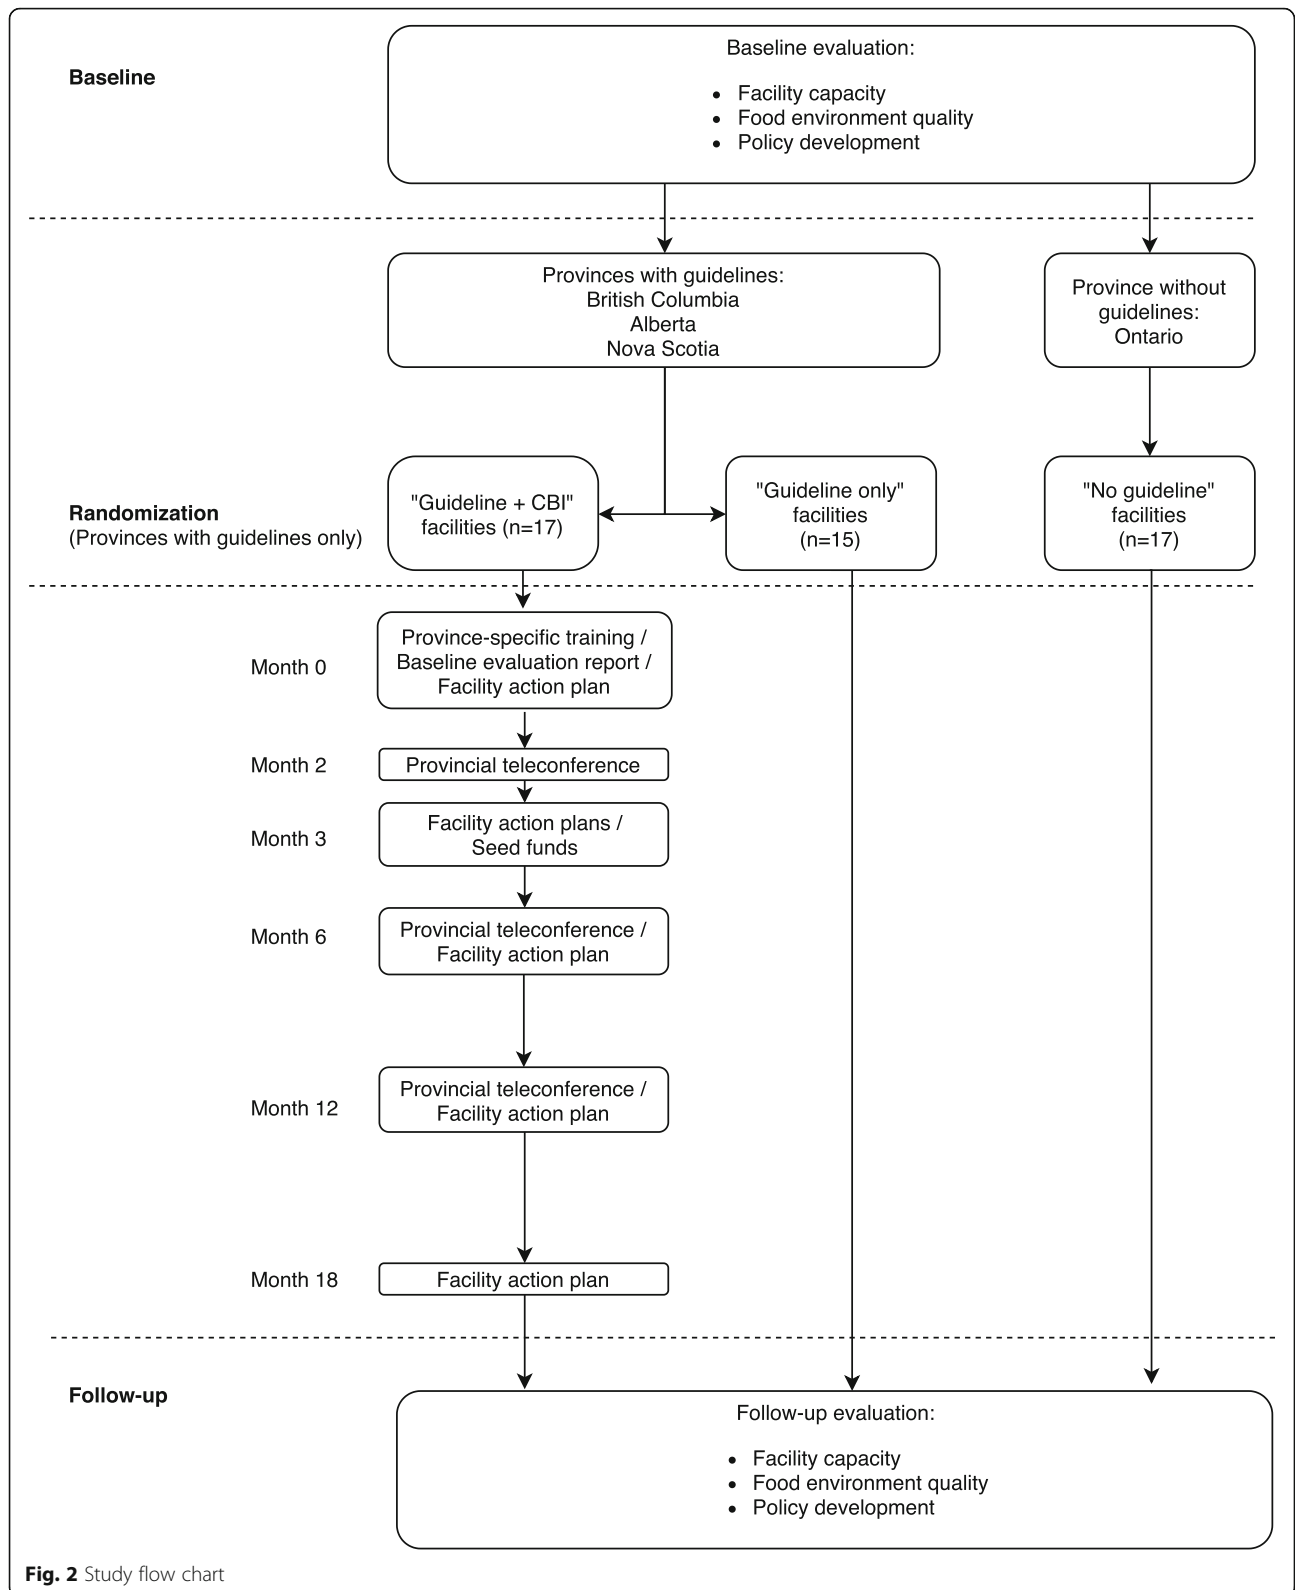 Baseline
Baseline evaluation:
• Facility capacity
• Food environment quality
• Policy development
Provinces with guidelines:
British Columbia
Alberta
Nova Scotia
Province without
guidelines:
Ontario
Randomization
(Provinces with guidelines only)
"Guideline + CBI"
facilities (n=17)
"Guideline only"
facilities
(n=15)
"No guideline"
facilities
(n=17)
Month 0
Province-specific training /
Baseline evaluation report /
Facility action plan
Month 2
Provincial teleconference
Month 3
Facility action plans /
Seed funds
Month 6
Provincial teleconference /
Facility action plan
Month 12
Provincial teleconference /
Facility action plan
Month 18
Facility action plan
Follow-up
Follow-up evaluation:
• Facility capacity
• Food environment quality
• Policy development
Fig. 2 Study flow chart